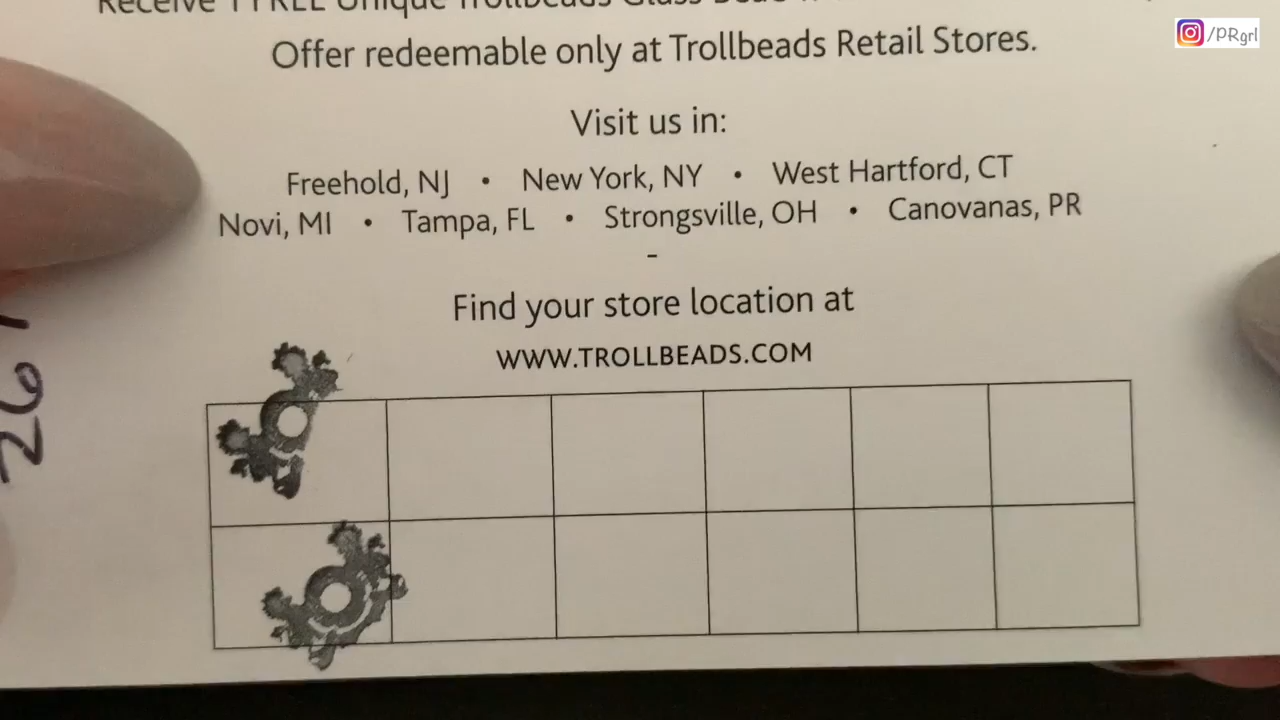 Offer redeemable only at Trollbeads Retail Stores.
Visit us in:
Freehold, NJ • New York, NY • West Hartford, CT
Novi, MI • Tampa, FL • Strongsville, OH • Canovanas, PR
-
Find your store location at
WWW.TROLLBEADS.COM
/PRgrl